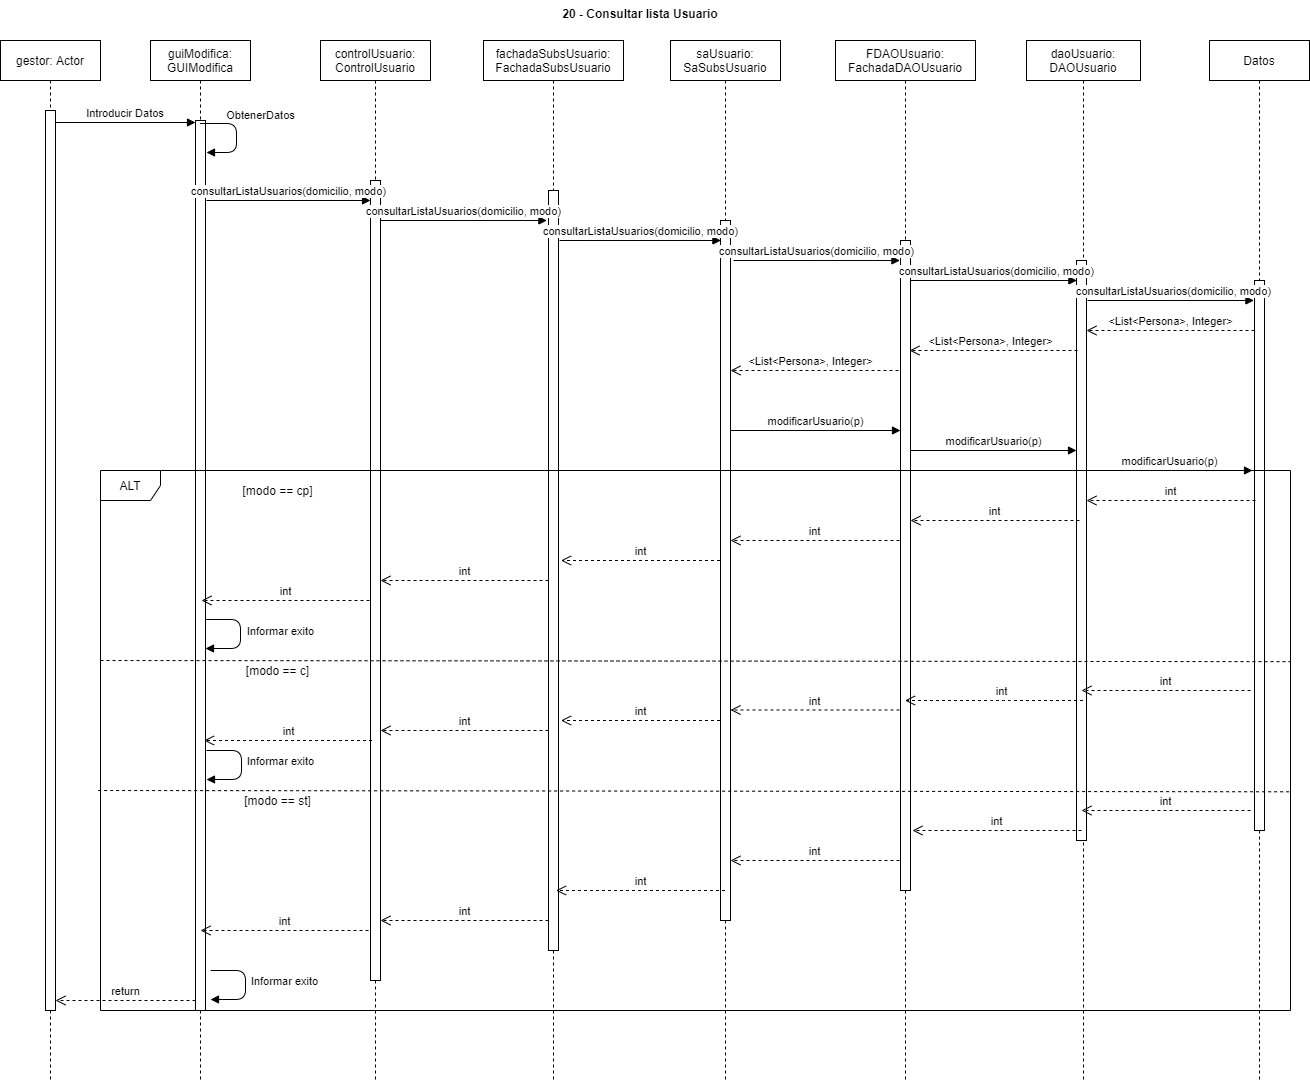 20 - Consultar lista Usuario
gestor: Actor
guiModifica:
GUIModifica
controlUsuario:
ControlUsuario
fachadaSubsUsuario:
FachadaSubsUsuario
saUsuario:
SaSubsUsuario
FDAOUsuario:
FachadaDAOUsuario
daoUsuario:
DAOUsuario
Datos
Introducir Datos
ObtenerDatos
consultarListaUsuarios(domicilio, modo)
consultarListaUsuarios(domicilio, modo)
consultarListaUsuarios(domicilio, modo)
consultarListaUsuarios(domicilio, modo)
consultarListaUsuarios(domicilio, modo)
consultarListaUsuarios(domicilio, modo)
<List<Persona>, Integer>
<List<Persona>, Integer>
<List<Persona>, Integer>
modificarUsuario(p)
modificarUsuario(p)
modificarUsuario(p)
ALT
[modo == cp]
int
int
int
int
int
int
Informar exito
[modo == c]
int
int
int
int
int
int
Informar exito
[modo == st]
int
int
int
int
int
int
Informar exito
return